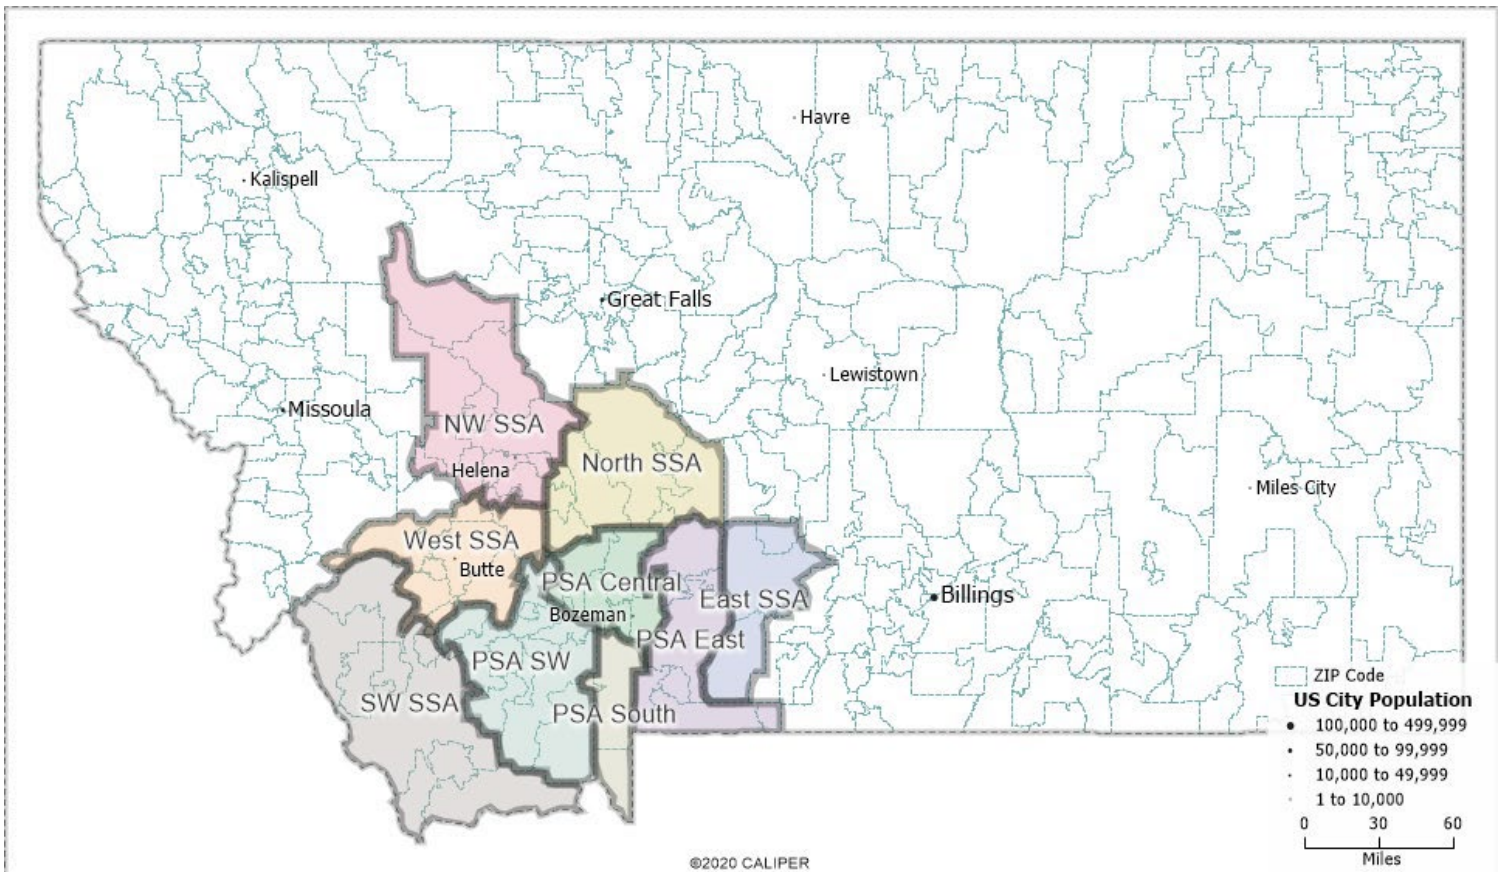 Havre
Kalispell
Great Falls
Lewistown
Missoula
NW SSA
North SSA
Helena
Miles City
West SSA
Butte
PSA Central
East SSA
Billings
Bozeman
PSA East
PSA SW
SW SSA
PSA South
ZIP Code
US City Population
100,000 to 499,999
50,000 to 99,999
10,000 to 49,999
1 to 10,000
0 30 60
Miles
©2020 CALIPER